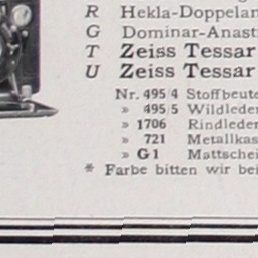 R Hekla-Doppelan
G Dominar-Anast
T Zeiss Tessar
U Zeiss Tessar
Nr. 495/4 Stoffbeute
» 495/5 Wildleder
» 1706 Rindleder
» 721 Metallkas
» G1 Mattschei
* Farbe bitten wir bei